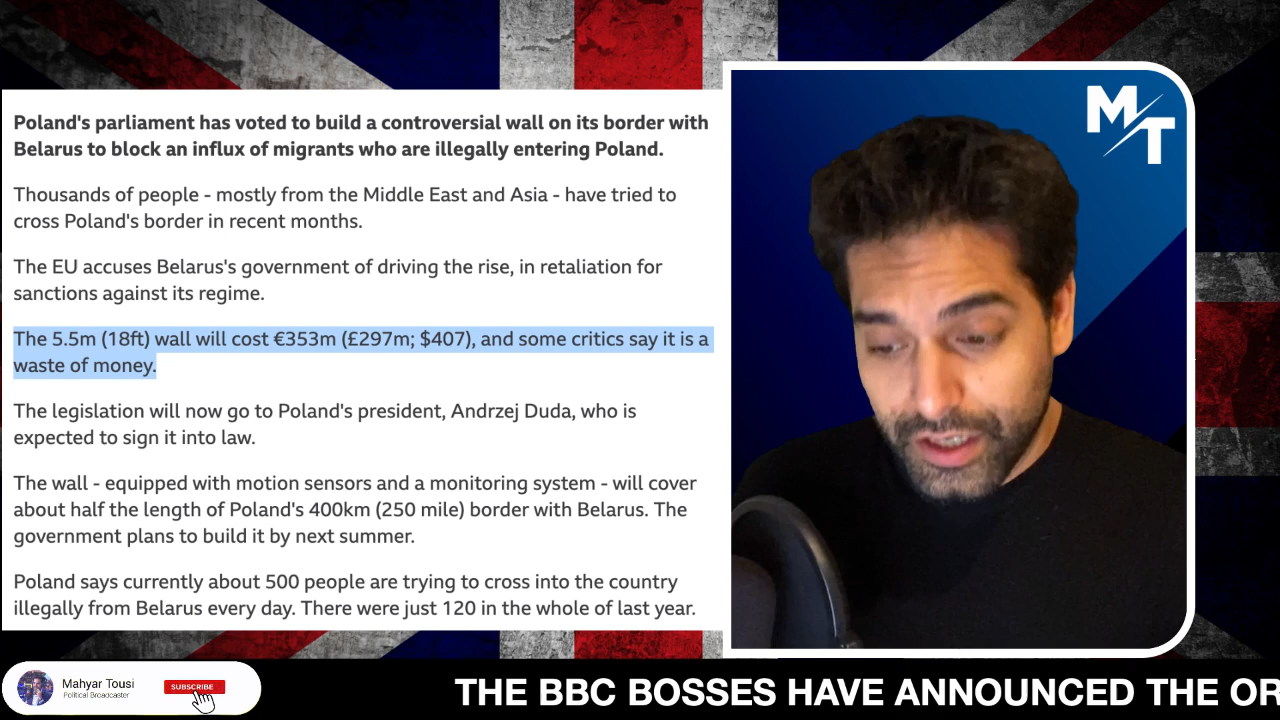 Poland's parliament has voted to build a controversial wall on its border with
Belarus to block an influx of migrants who are illegally entering Poland.
Thousands of people - mostly from the Middle East and Asia - have tried to
cross Poland's border in recent months.
The EU accuses Belarus's government of driving the rise, in retaliation for
sanctions against its regime.
The 5.5m (18ft) wall will cost €353m (£297m; $407), and some critics say it is a
waste of money.
The legislation will now go to Poland's president, Andrzej Duda, who is
expected to sign it into law.
The wall - equipped with motion sensors and a monitoring system - will cover
about half the length of Poland's 400km (250 mile) border with Belarus. The
government plans to build it by next summer.
Poland says currently about 500 people are trying to cross into the country
illegally from Belarus every day. There were just 120 in the whole of last year.
M
T
Mahyar Tousi
Political Broadcaster
SUBSCRIBE
THE BBC BOSSES HAVE ANNOUNCED THE OR